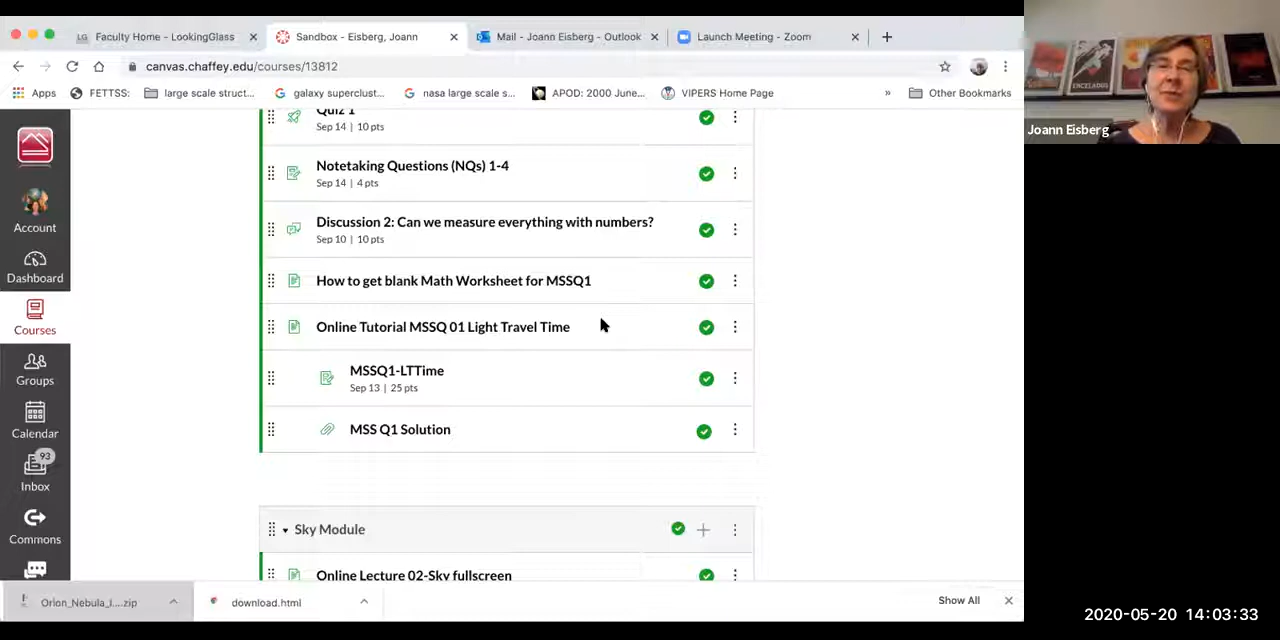 LG Faculty Home - LookingGlass
Sandbox - Eisberg, Joann
Mail - Joann Eisberg - Outlook
Launch Meeting - Zoom
canvas.chaffey.edu/courses/13812
Apps
FETTSS:
large scale struct...
galaxy superclust...
nasa large scale s...
APOD: 2000 June...
VIPERS Home Page
»
Other Bookmarks
ENCELADUS
Joann Eisberg
Account
Dashboard
Courses
Groups
Calendar
93
Inbox
Commons
Quiz 1
Sep 14 | 10 pts
Notetaking Questions (NQs) 1-4
Sep 14 | 4 pts
Discussion 2: Can we measure everything with numbers?
Sep 10 | 10 pts
How to get blank Math Worksheet for MSSQ1
Online Tutorial MSSQ 01 Light Travel Time
MSSQ1-LTTime
Sep 13 | 25 pts
MSS Q1 Solution
Sky Module
Online Lecture 02-Sky fullscreen
Orion_Nebula_i....zip
download.html
Show All
2020-05-20 14:03:33